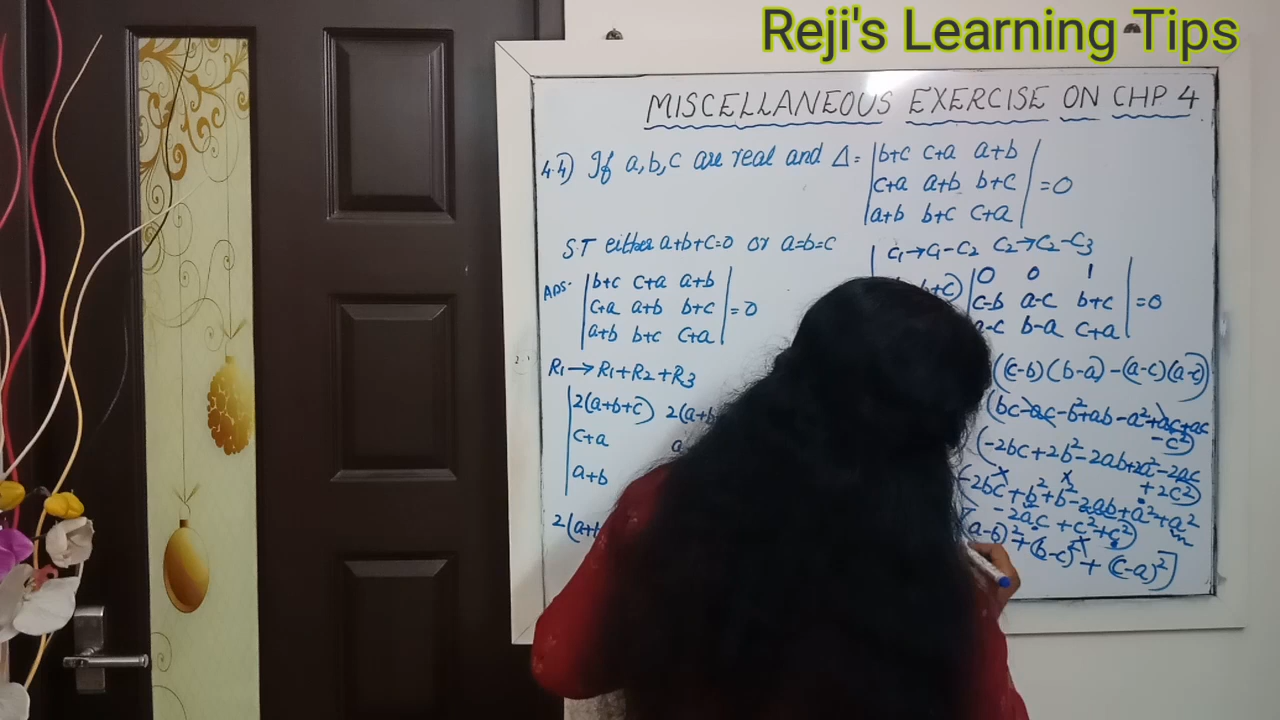 Reji's Learning Tips
MISCELLANEOUS EXERCISE ON CHP 4
4.4) If a,b,c are real and Δ= |b+c c+a a+b|
c+a a+b b+c =0
a+b b+c c+a
ST either a+b+c=0 or a=b=c
Ans. b+c c+a a+b
c+a a+b b+c =0
a+b b+c c+a
R1→R1+R2+R3
2(a+b+c)
c+a
a+b
C1→C1-C2 C2→C2-C3
0 0 1
c-b a-c b+c =0
a-c b-a c+a
((c-b)(b-a)-(a-c)(a-c))
(bc-ac-b²+ab-a²+ac+ac
-c²)
(-2bc+2b²-2ab+2a²-2ac
+2c²)
-2bc+b²+b²-2ab+a²+a²
-2ac+c²+c²)
(a-b)²+(b-c)²+(c-a)²]